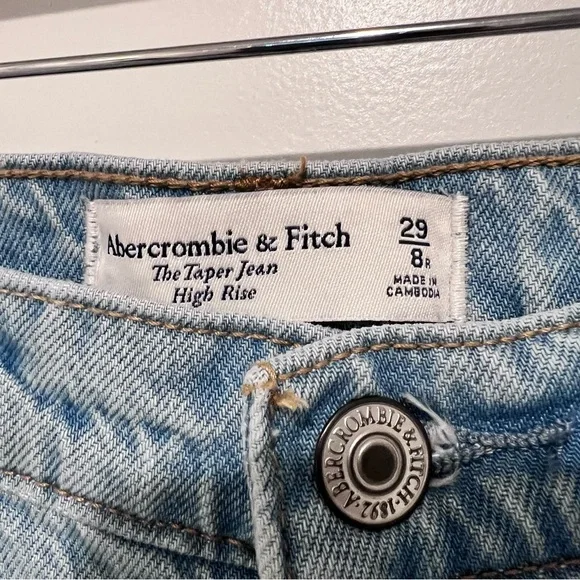 Abercrombie & Fitch
The Taper Jean
High Rise
29
8R
MADE IN
CAMBODIA
ABERCROMBIE & FITCH · 1892 ·